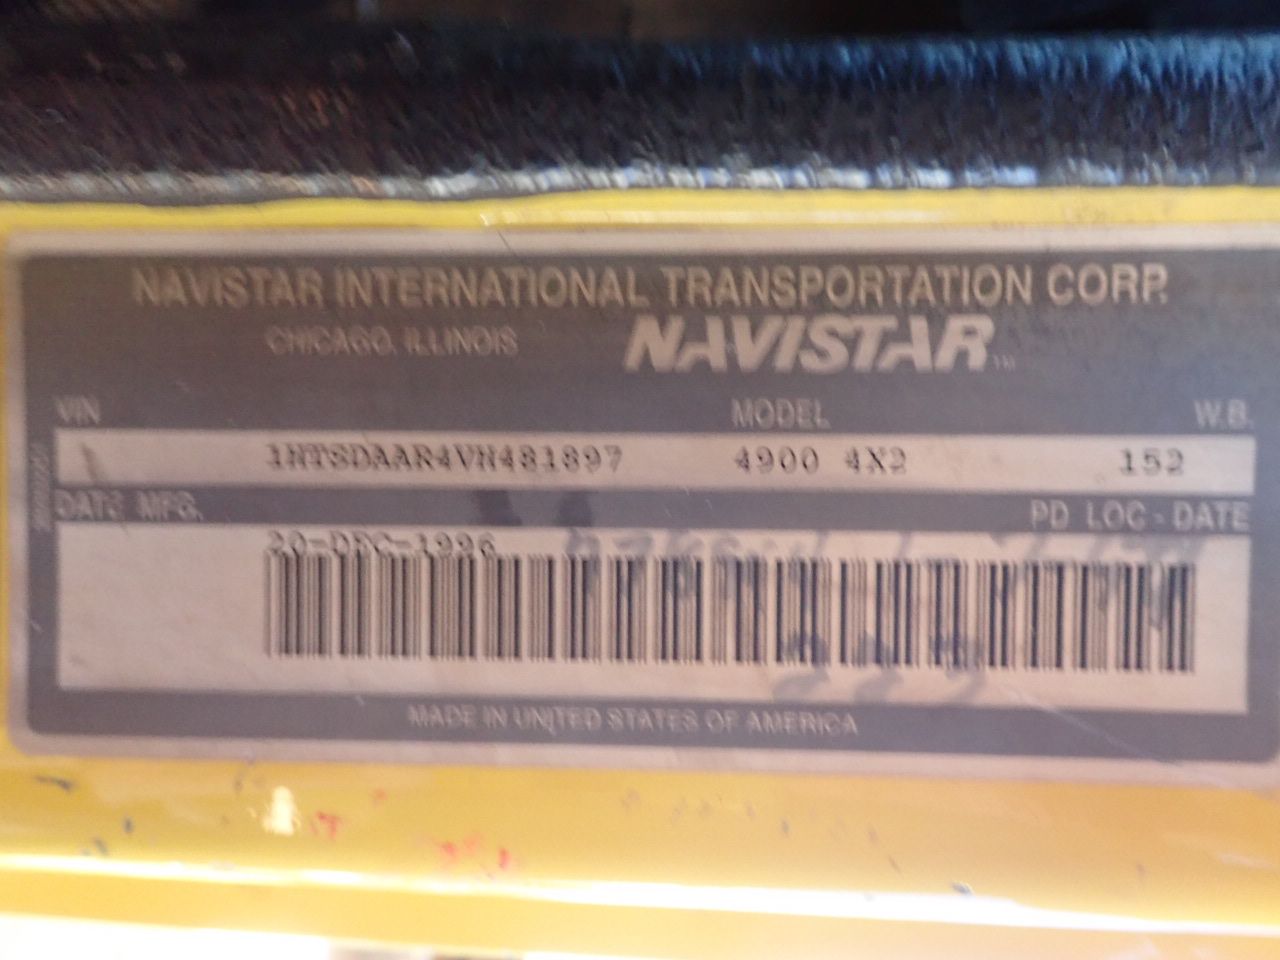 NAVISTAR INTERNATIONAL TRANSPORTATION CORP.
CHICAGO, ILLINOIS NAVISTAR™
VIN MODEL W.B.
1HTSDAAR4VH481897 4900 4X2 152
DATE MFG. PD LOC - DATE
20-DEC-1996
MADE IN UNITED STATES OF AMERICA